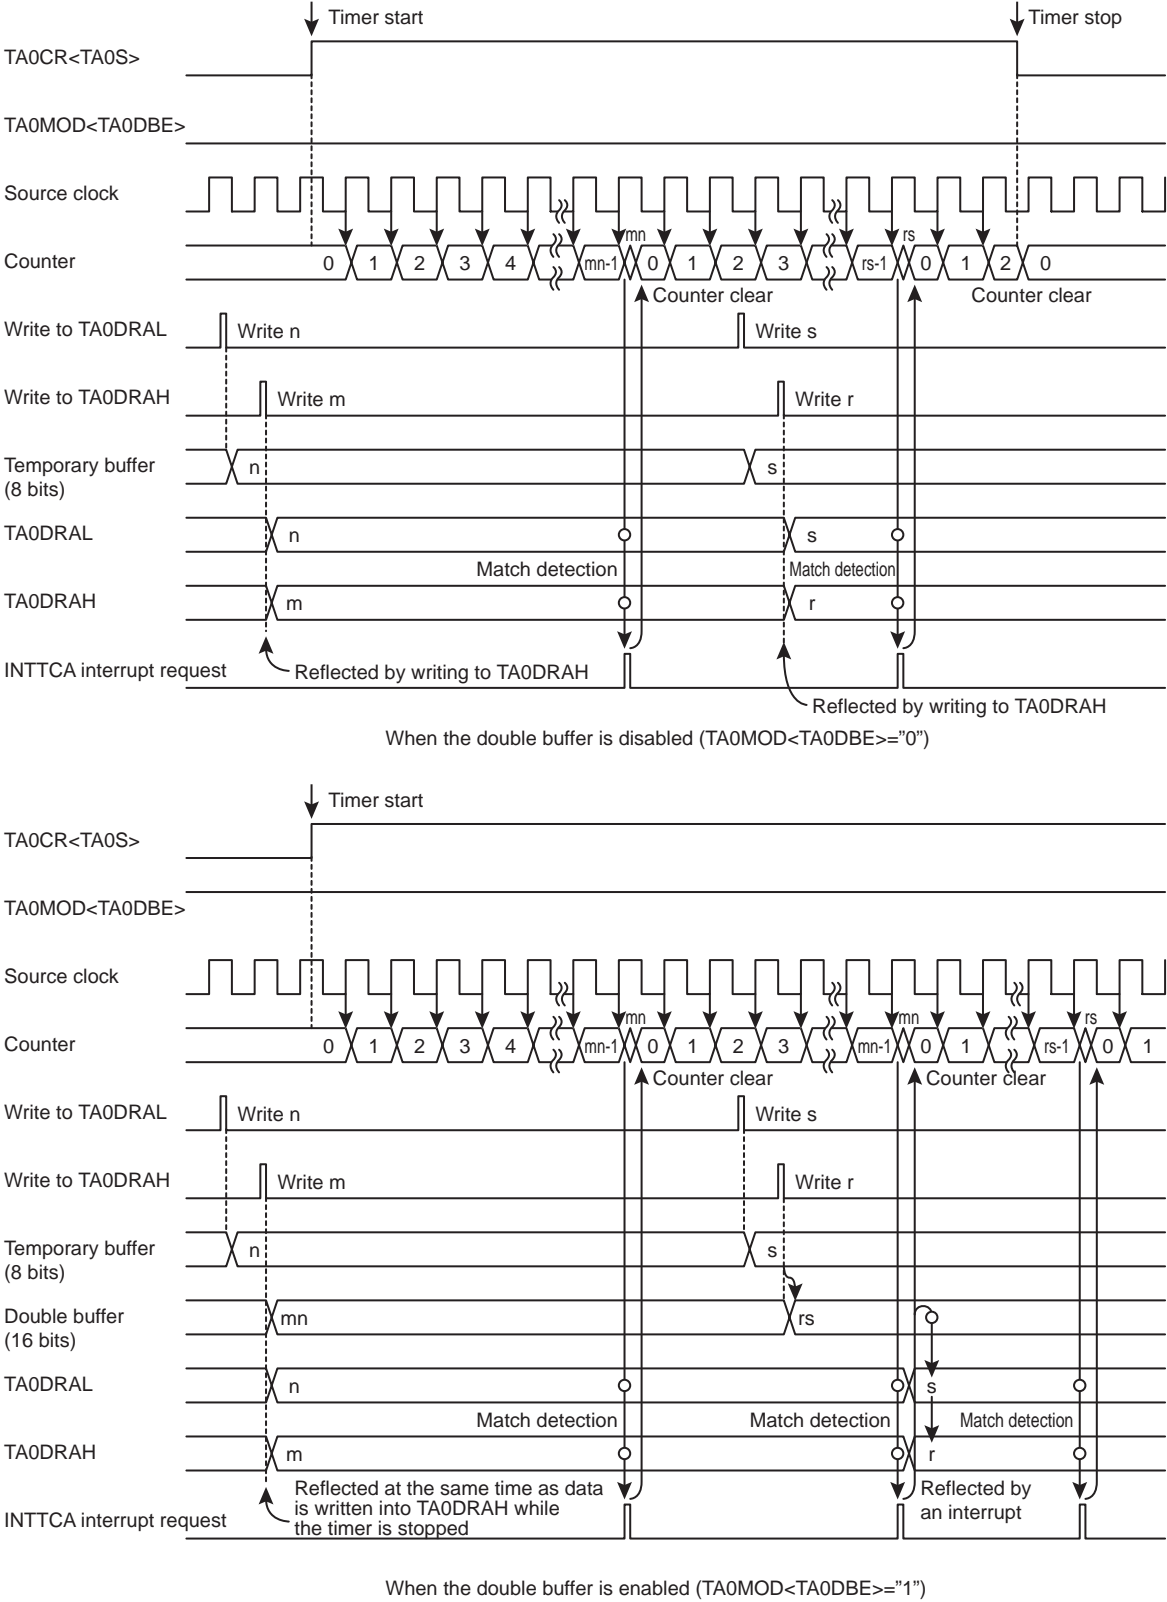 Timer start
Timer stop
TA0CR<TA0S>
TA0MOD<TA0DBE>
Source clock
mn
rs
Counter
0 1 2 3 4 mn-1 0 1 2 3 rs-1 0 1 2 0
Counter clear
Counter clear
Write to TA0DRAL
Write n
Write s
Write to TA0DRAH
Write m
Write r
Temporary buffer
(8 bits)
n
s
TA0DRAL
n
s
Match detection
Match detection
TA0DRAH
m
r
INTTCA interrupt request
Reflected by writing to TA0DRAH
Reflected by writing to TA0DRAH
When the double buffer is disabled (TA0MOD<TA0DBE>=”0”)
Timer start
TA0CR<TA0S>
TA0MOD<TA0DBE>
Source clock
mn
mn
rs
Counter
0 1 2 3 4 mn-1 0 1 2 3 mn-1 0 1 rs-1 0 1
Counter clear
Counter clear
Write to TA0DRAL
Write n
Write s
Write to TA0DRAH
Write m
Write r
Temporary buffer
(8 bits)
n
s
Double buffer
(16 bits)
mn
rs
TA0DRAL
n
s
Match detection
Match detection
Match detection
TA0DRAH
m
r
Reflected at the same time as data
is written into TA0DRAH while
the timer is stopped
Reflected by
an interrupt
INTTCA interrupt request
When the double buffer is enabled (TA0MOD<TA0DBE>=”1”)